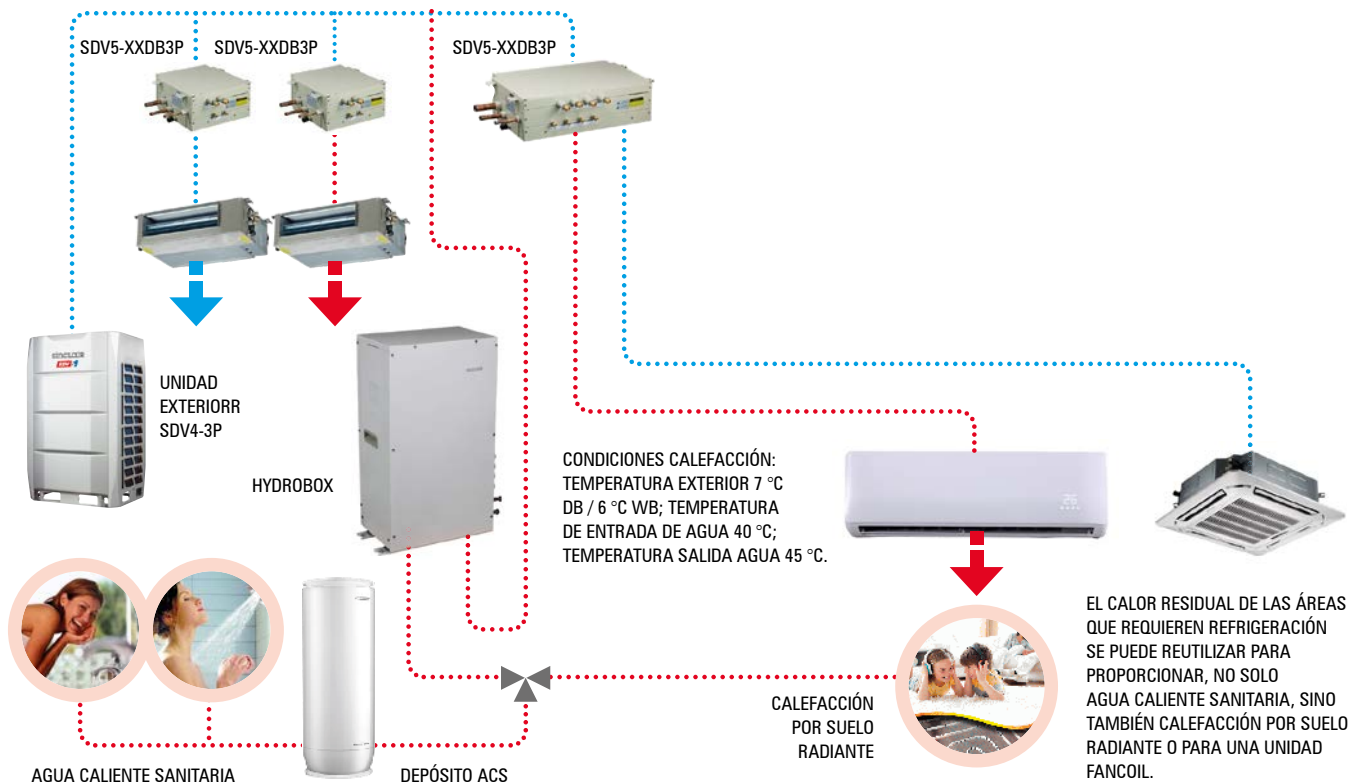 SDV5-XXDB3P
SDV5-XXDB3P
SDV5-XXDB3P
UNIDAD
EXTERIORR
SDV4-3P
HYDROBOX
CONDICIONES CALEFACCIÓN:
TEMPERATURA EXTERIOR 7 °C
DB / 6 °C WB; TEMPERATURA
DE ENTRADA DE AGUA 40 °C;
TEMPERATURA SALIDA AGUA 45 °C.
EL CALOR RESIDUAL DE LAS ÁREAS
QUE REQUIEREN REFRIGERACIÓN
SE PUEDE REUTILIZAR PARA
PROPORCIONAR, NO SOLO
AGUA CALIENTE SANITARIA, SINO
TAMBIÉN CALEFACCIÓN POR SUELO
RADIANTE O PARA UNA UNIDAD
FANCOIL.
CALEFACCIÓN
POR SUELO
RADIANTE
AGUA CALIENTE SANITARIA
DEPÓSITO ACS